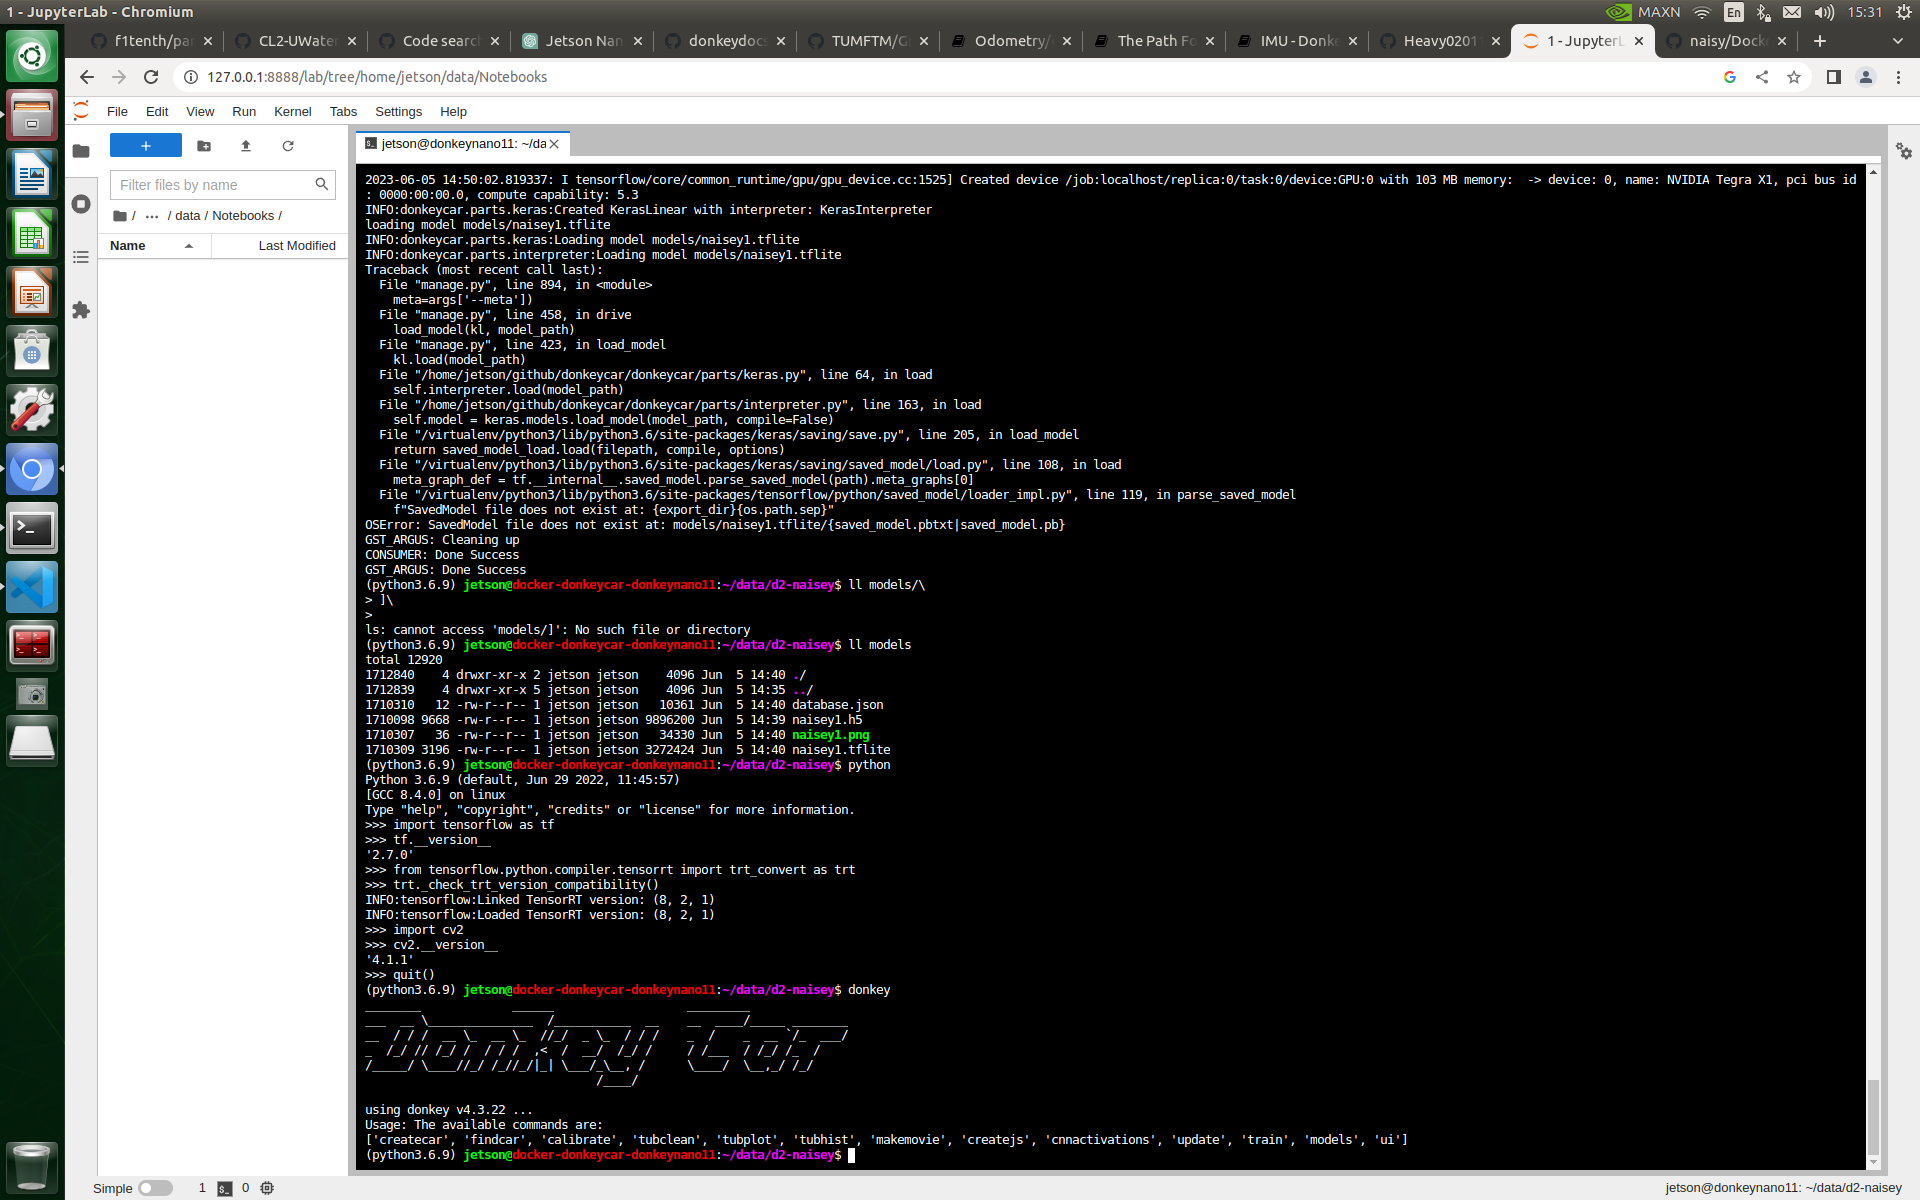 1 - JupyterLab - Chromium
MAXN
En
15:31
f1tenth/pa
CL2-UWater
Code searc
Jetson Nan
donkeydoc
TUMFTM/G
Odometry/
The Path Fo
IMU - Donk
Heavy0201
1 - JupyterL
naisy/Dock
127.0.0.1:8888/lab/tree/home/jetson/data/Notebooks
File Edit View Run Kernel Tabs Settings Help
jetson@donkeynano11: ~/da
Filter files by name
/ ... / data / Notebooks /
Name Last Modified
2023-06-05 14:50:02.819337: I tensorflow/core/common_runtime/gpu/gpu_device.cc:1525] Created device /job:localhost/replica:0/task:0/device:GPU:0 with 103 MB memory:  -> device: 0, name: NVIDIA Tegra X1, pci bus id
: 0000:00:00.0, compute capability: 5.3
INFO:donkeycar.parts.keras:Created KerasLinear with interpreter: KerasInterpreter
loading model models/naisey1.tflite
INFO:donkeycar.parts.keras:Loading model models/naisey1.tflite
INFO:donkeycar.parts.interpreter:Loading model models/naisey1.tflite
Traceback (most recent call last):
  File "manage.py", line 894, in <module>
    meta=args['--meta'])
  File "manage.py", line 458, in drive
    load_model(kl, model_path)
  File "manage.py", line 423, in load_model
    kl.load(model_path)
  File "/home/jetson/github/donkeycar/donkeycar/parts/keras.py", line 64, in load
    self.interpreter.load(model_path)
  File "/home/jetson/github/donkeycar/donkeycar/parts/interpreter.py", line 163, in load
    self.model = keras.models.load_model(model_path, compile=False)
  File "/virtualenv/python3/lib/python3.6/site-packages/keras/saving/save.py", line 205, in load_model
    return saved_model_load.load(filepath, compile, options)
  File "/virtualenv/python3/lib/python3.6/site-packages/keras/saving/saved_model/load.py", line 108, in load
    meta_graph_def = tf.__internal__.saved_model.parse_saved_model(path).meta_graphs[0]
  File "/virtualenv/python3/lib/python3.6/site-packages/tensorflow/python/saved_model/loader_impl.py", line 119, in parse_saved_model
    f"SavedModel file does not exist at: {export_dir}{os.path.sep}"
OSError: SavedModel file does not exist at: models/naisey1.tflite/{saved_model.pbtxt|saved_model.pb}
GST_ARGUS: Cleaning up
CONSUMER: Done Success
GST_ARGUS: Done Success
(python3.6.9) jetson@docker-donkeycar-donkeynano11:~/data/d2-naisey$ ll models/\
> ]\
>
ls: cannot access 'models/]': No such file or directory
(python3.6.9) jetson@docker-donkeycar-donkeynano11:~/data/d2-naisey$ ll models
total 12920
1712840    4 drwxr-xr-x 2 jetson jetson    4096 Jun  5 14:40 ./
1712839    4 drwxr-xr-x 5 jetson jetson    4096 Jun  5 14:35 ../
1710310   12 -rw-r--r-- 1 jetson jetson   10361 Jun  5 14:40 database.json
1710098 9668 -rw-r--r-- 1 jetson jetson 9896200 Jun  5 14:39 naisey1.h5
1710307   36 -rw-r--r-- 1 jetson jetson   34330 Jun  5 14:40 naisey1.png
1710309 3196 -rw-r--r-- 1 jetson jetson 3272424 Jun  5 14:40 naisey1.tflite
(python3.6.9) jetson@docker-donkeycar-donkeynano11:~/data/d2-naisey$ python
Python 3.6.9 (default, Jun 29 2022, 11:45:57)
[GCC 8.4.0] on linux
Type "help", "copyright", "credits" or "license" for more information.
>>> import tensorflow as tf
>>> tf.__version__
'2.7.0'
>>> from tensorflow.python.compiler.tensorrt import trt_convert as trt
>>> trt._check_trt_version_compatibility()
INFO:tensorflow:Linked TensorRT version: (8, 2, 1)
INFO:tensorflow:Loaded TensorRT version: (8, 2, 1)
>>> import cv2
>>> cv2.__version__
'4.1.1'
>>> quit()
(python3.6.9) jetson@docker-donkeycar-donkeynano11:~/data/d2-naisey$ donkey
Donkey Car
using donkey v4.3.22 ...
Usage: The available commands are:
['createcar', 'findcar', 'calibrate', 'tubclean', 'tubplot', 'tubhist', 'makemovie', 'createjs', 'cnnactivations', 'update', 'train', 'models', 'ui']
(python3.6.9) jetson@docker-donkeycar-donkeynano11:~/data/d2-naisey$
Simple 1 0
jetson@donkeynano11: ~/data/d2-naisey